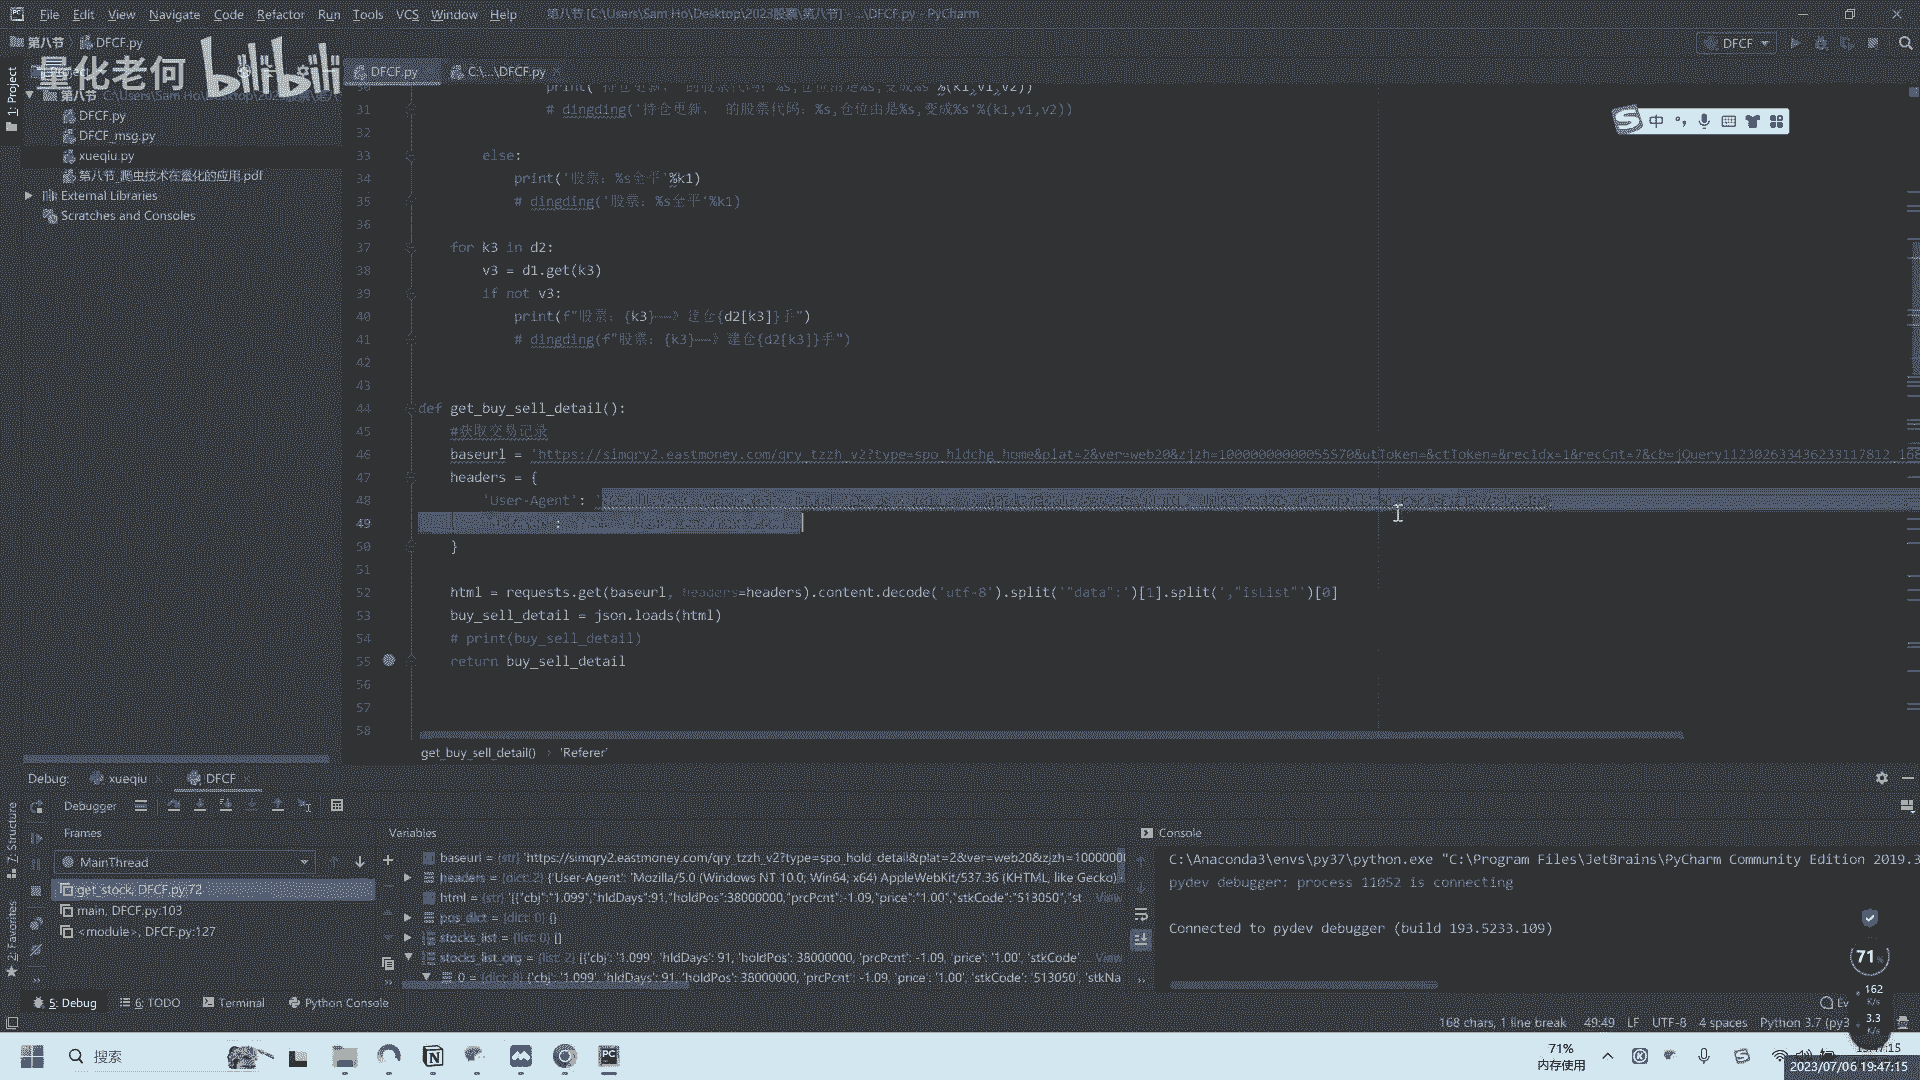 File Edit View Navigate Code Refactor Run Tools VCS Window Help 第八节 [C:\Users\Sam Ho\Desktop\2023股票\第八节] - ...\DFCF.py - PyCharm
第八节 DFCF.py
DFCF
量化老何 bilibili
DFCF.py C:\...\DFCF.py
1: Project
第八节 C:\Users\Sam Ho\Desktop\2023股票\第八
DFCF.py
DFCF_msg.py
xueqiu.py
第八节_爬虫技术在量化的应用.pdf
External Libraries
Scratches and Consoles
中
31 # dingding('持仓更新, 的股票代码: %s,仓位由是%s,变成%s'%(k1,v1,v2))
32
33 else:
34 print('股票: %s全平'%k1)
35 # dingding('股票: %s全平'%k1)
36
37 for k3 in d2:
38 v3 = d1.get(k3)
39 if not v3:
40 print(f"股票: {k3}——》建仓{d2[k3]}手")
41 # dingding(f"股票: {k3}——》建仓{d2[k3]}手")
42
43
44 def get_buy_sell_detail():
45 #获取交易记录
46 baseurl = 'https://simqry2.eastmoney.com/qry_tzzh_v2?type=spo_hldchg_home&plat=2&ver=web20&zjzh=
47 headers = {
48 'User-Agent':
49
50 }
51
52 html = requests.get(baseurl, headers=headers).content.decode('utf-8').split('"data":')[1].split(',"isList"')[0]
53 buy_sell_detail = json.loads(html)
54 # print(buy_sell_detail)
55 return buy_sell_detail
56
57
58
get_buy_sell_detail() › 'Referer'
Debug: xueqiu DFCF
Debugger
Frames Variables Console
MainThread
get_stock, DFCF.py:72
main, DFCF.py:103
<module>, DFCF.py:127
baseurl = {str} 'https://simqry2.eastmoney.com/qry_tzzh_v2?type=spo_hold_detail&plat=2&ver=web20&zjzh=1000000
headers = {dict: 2} {'User-Agent': 'Mozilla/5.0 (Windows NT 10.0; Win64; x64) AppleWebKit/537.36 (KHTML, like Gecko)
html = {str} '[{"cbj":"1.099","hldDays":91,"holdPos":38000000,"prcPcnt":-1.09,"price":"1.00","stkCode":"513050","st... View
pos_dict = {dict: 0} {}
stocks_list = {list: 0} []
stocks_list_org = {list: 2} [{'cbj': '1.099', 'hldDays': 91, 'holdPos': 38000000, 'prcPcnt': -1.09, 'price': '1.00', 'stkCode'... View
0 = {dict: 8} {'cbj': '1.099', 'hldDays': 91, 'holdPos': 38000000, 'prcPcnt': -1.09, 'price': '1.00', 'stkCode': '513050', 'stkNa
C:\Anaconda3\envs\py37\python.exe "C:\Program Files\JetBrains\PyCharm Community Edition 2019.3
pydev debugger: process 11052 is connecting
Connected to pydev debugger (build 193.5233.109)
7: Structure
2: Favorites
5: Debug 6: TODO Terminal Python Console
71%
162 K/s
3.3 K/s
168 chars, 1 line break 49:49 LF UTF-8 4 spaces Python 3.7 (py3
搜索
71%
内存使用
2023/07/06 19:47:15